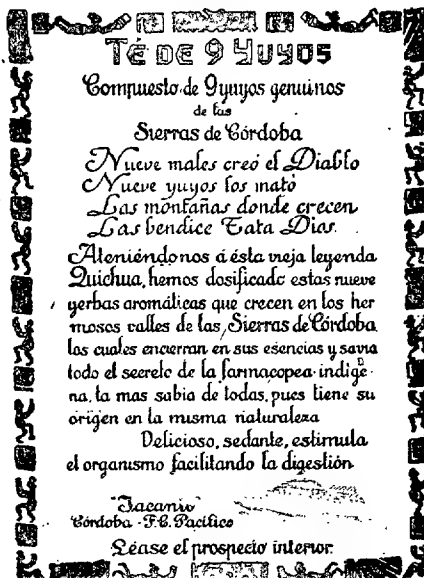 TÉ DE 9 YUYOS
Compuesto de 9 yuyos genuinos
de las
Sierras de Córdoba
Nueve males creó el Diablo
Nueve yuyos los mató
Las montañas donde crecen
Las bendice Tata Dios.
Ateniéndonos á ésta vieja leyenda
Quichua, hemos dosificado estas nueve
yerbas aromáticas que crecen en los her
mosos valles de las, Sierras de Córdoba
las cuales encierran en sus esencias y savia
todo el secreto de la farmacopea indige-
na, la mas sabia de todas, pues tiene su
origen en la misma naturaleza
Delicioso, sedante, estimula
el organismo facilitando la digestión
Córdoba - F.C. Pacífico
Léase el prospecto interior.